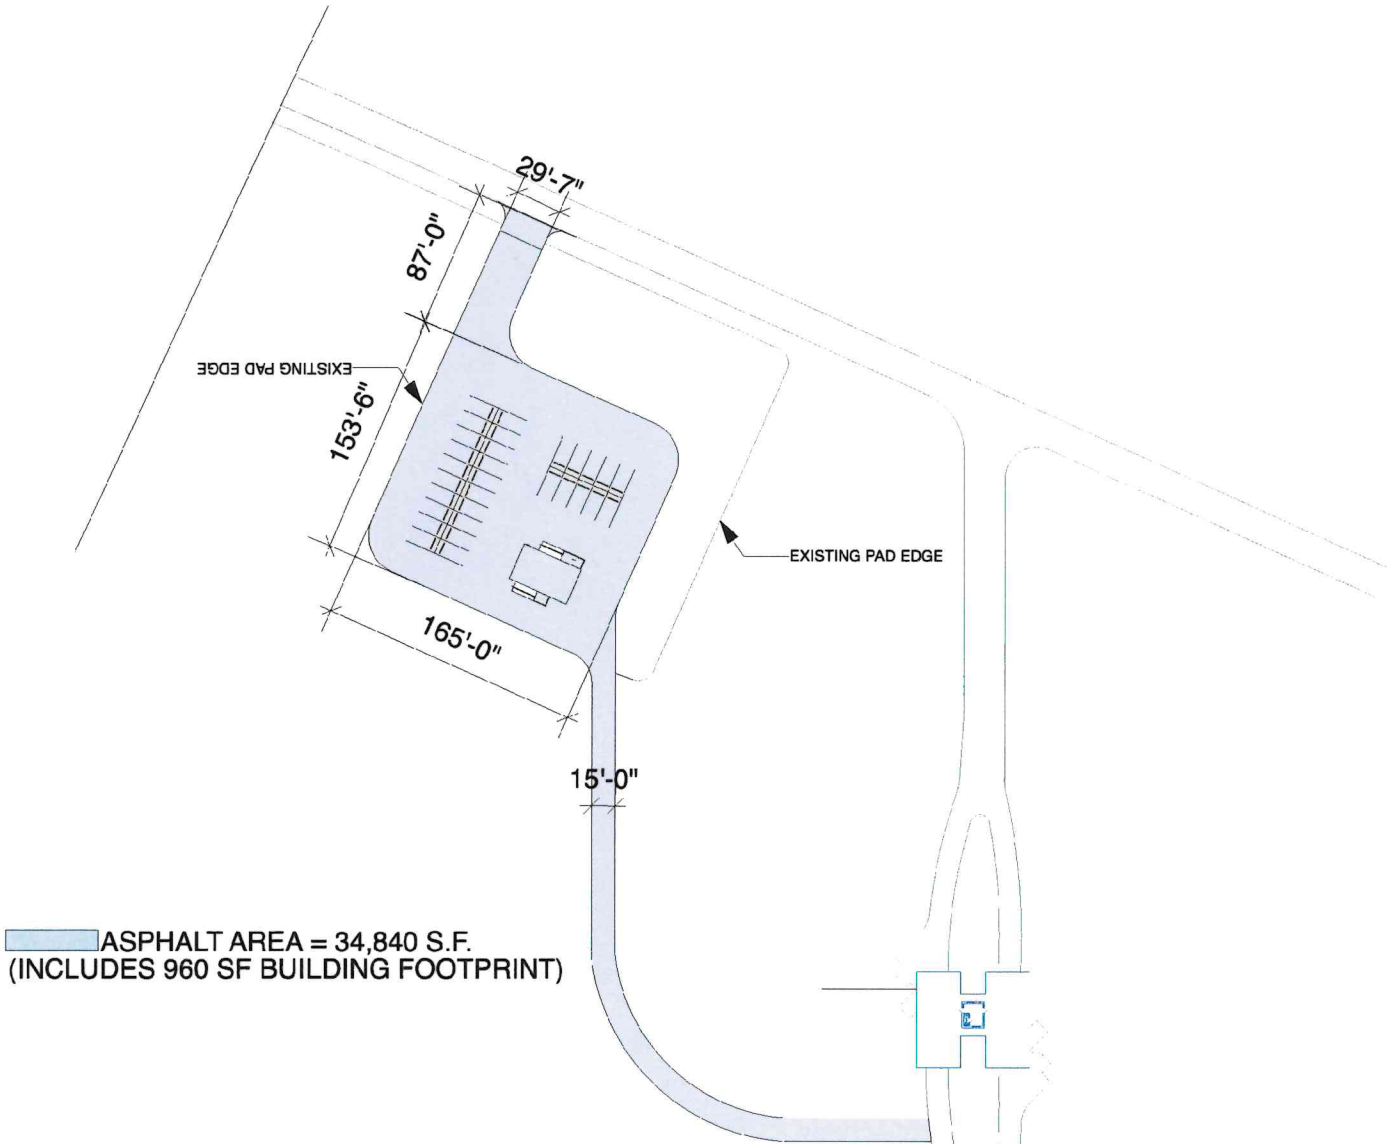 29'-7"
87'-0"
EXISTING PAD EDGE
153'-6"
EXISTING PAD EDGE
165'-0"
15'-0"
ASPHALT AREA = 34,840 S.F.
(INCLUDES 960 SF BUILDING FOOTPRINT)